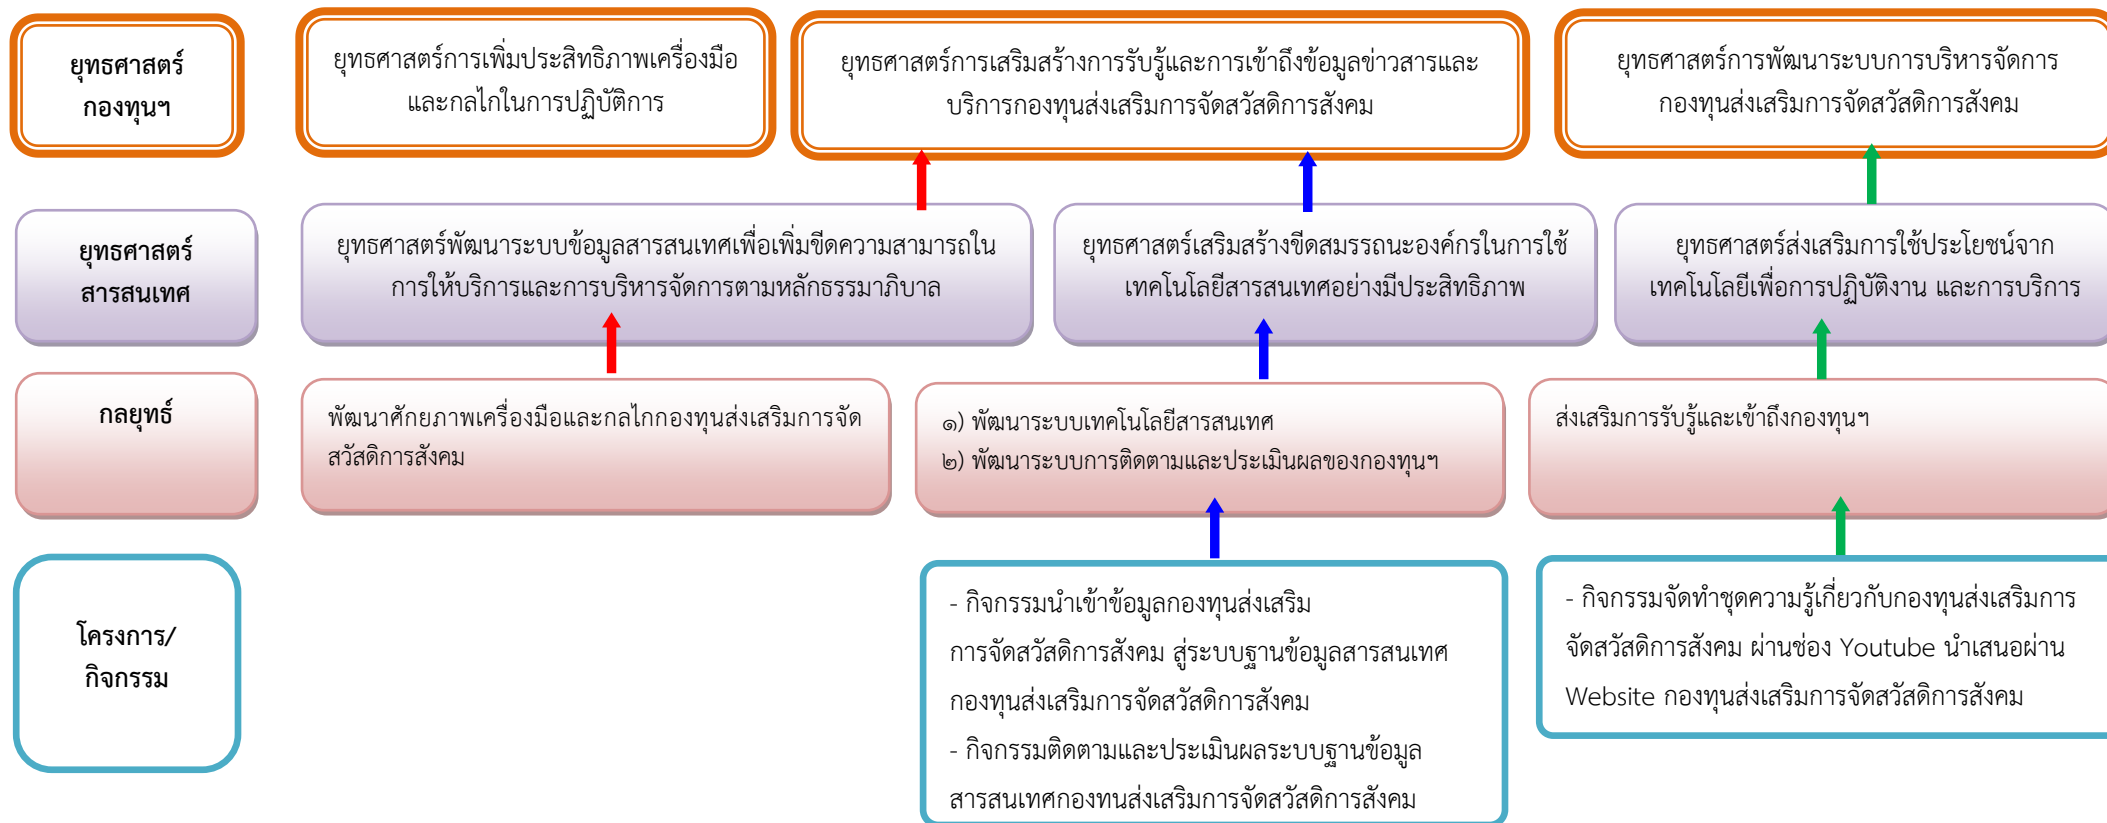 ยุทธศาสตร์
กองทุนฯ
ยุทธศาสตร์การเพิ่มประสิทธิภาพเครื่องมือ
และกลไกในการปฏิบัติการ
ยุทธศาสตร์การเสริมสร้างการรับรู้และการเข้าถึงข้อมูลข่าวสารและ
บริการกองทุนส่งเสริมการจัดสวัสดิการสังคม
ยุทธศาสตร์การพัฒนาระบบการบริหารจัดการ
กองทุนส่งเสริมการจัดสวัสดิการสังคม
ยุทธศาสตร์
สารสนเทศ
ยุทธศาสตร์พัฒนาระบบข้อมูลสารสนเทศเพื่อเพิ่มขีดความสามารถใน
การให้บริการและการบริหารจัดการตามหลักธรรมาภิบาล
ยุทธศาสตร์เสริมสร้างขีดสมรรถนะองค์กรในการใช้
เทคโนโลยีสารสนเทศอย่างมีประสิทธิภาพ
ยุทธศาสตร์ส่งเสริมการใช้ประโยชน์จาก
เทคโนโลยีเพื่อการปฏิบัติงาน และการบริการ
กลยุทธ์
พัฒนาศักยภาพเครื่องมือและกลไกกองทุนส่งเสริมการจัด
สวัสดิการสังคม
๑) พัฒนาระบบเทคโนโลยีสารสนเทศ
๒) พัฒนาระบบการติดตามและประเมินผลของกองทุนฯ
ส่งเสริมการรับรู้และเข้าถึงกองทุนฯ
โครงการ/
กิจกรรม
- กิจกรรมนำเข้าข้อมูลกองทุนส่งเสริม
การจัดสวัสดิการสังคม สู่ระบบฐานข้อมูลสารสนเทศ
กองทุนส่งเสริมการจัดสวัสดิการสังคม
- กิจกรรมติดตามและประเมินผลระบบฐานข้อมูล
สารสนเทศกองทนส่งเสริมการจัดสวัสดิการสังคม
- กิจกรรมจัดทำชุดความรู้เกี่ยวกับกองทุนส่งเสริมการ
จัดสวัสดิการสังคม ผ่านช่อง Youtube นำเสนอผ่าน
Website กองทุนส่งเสริมการจัดสวัสดิการสังคม